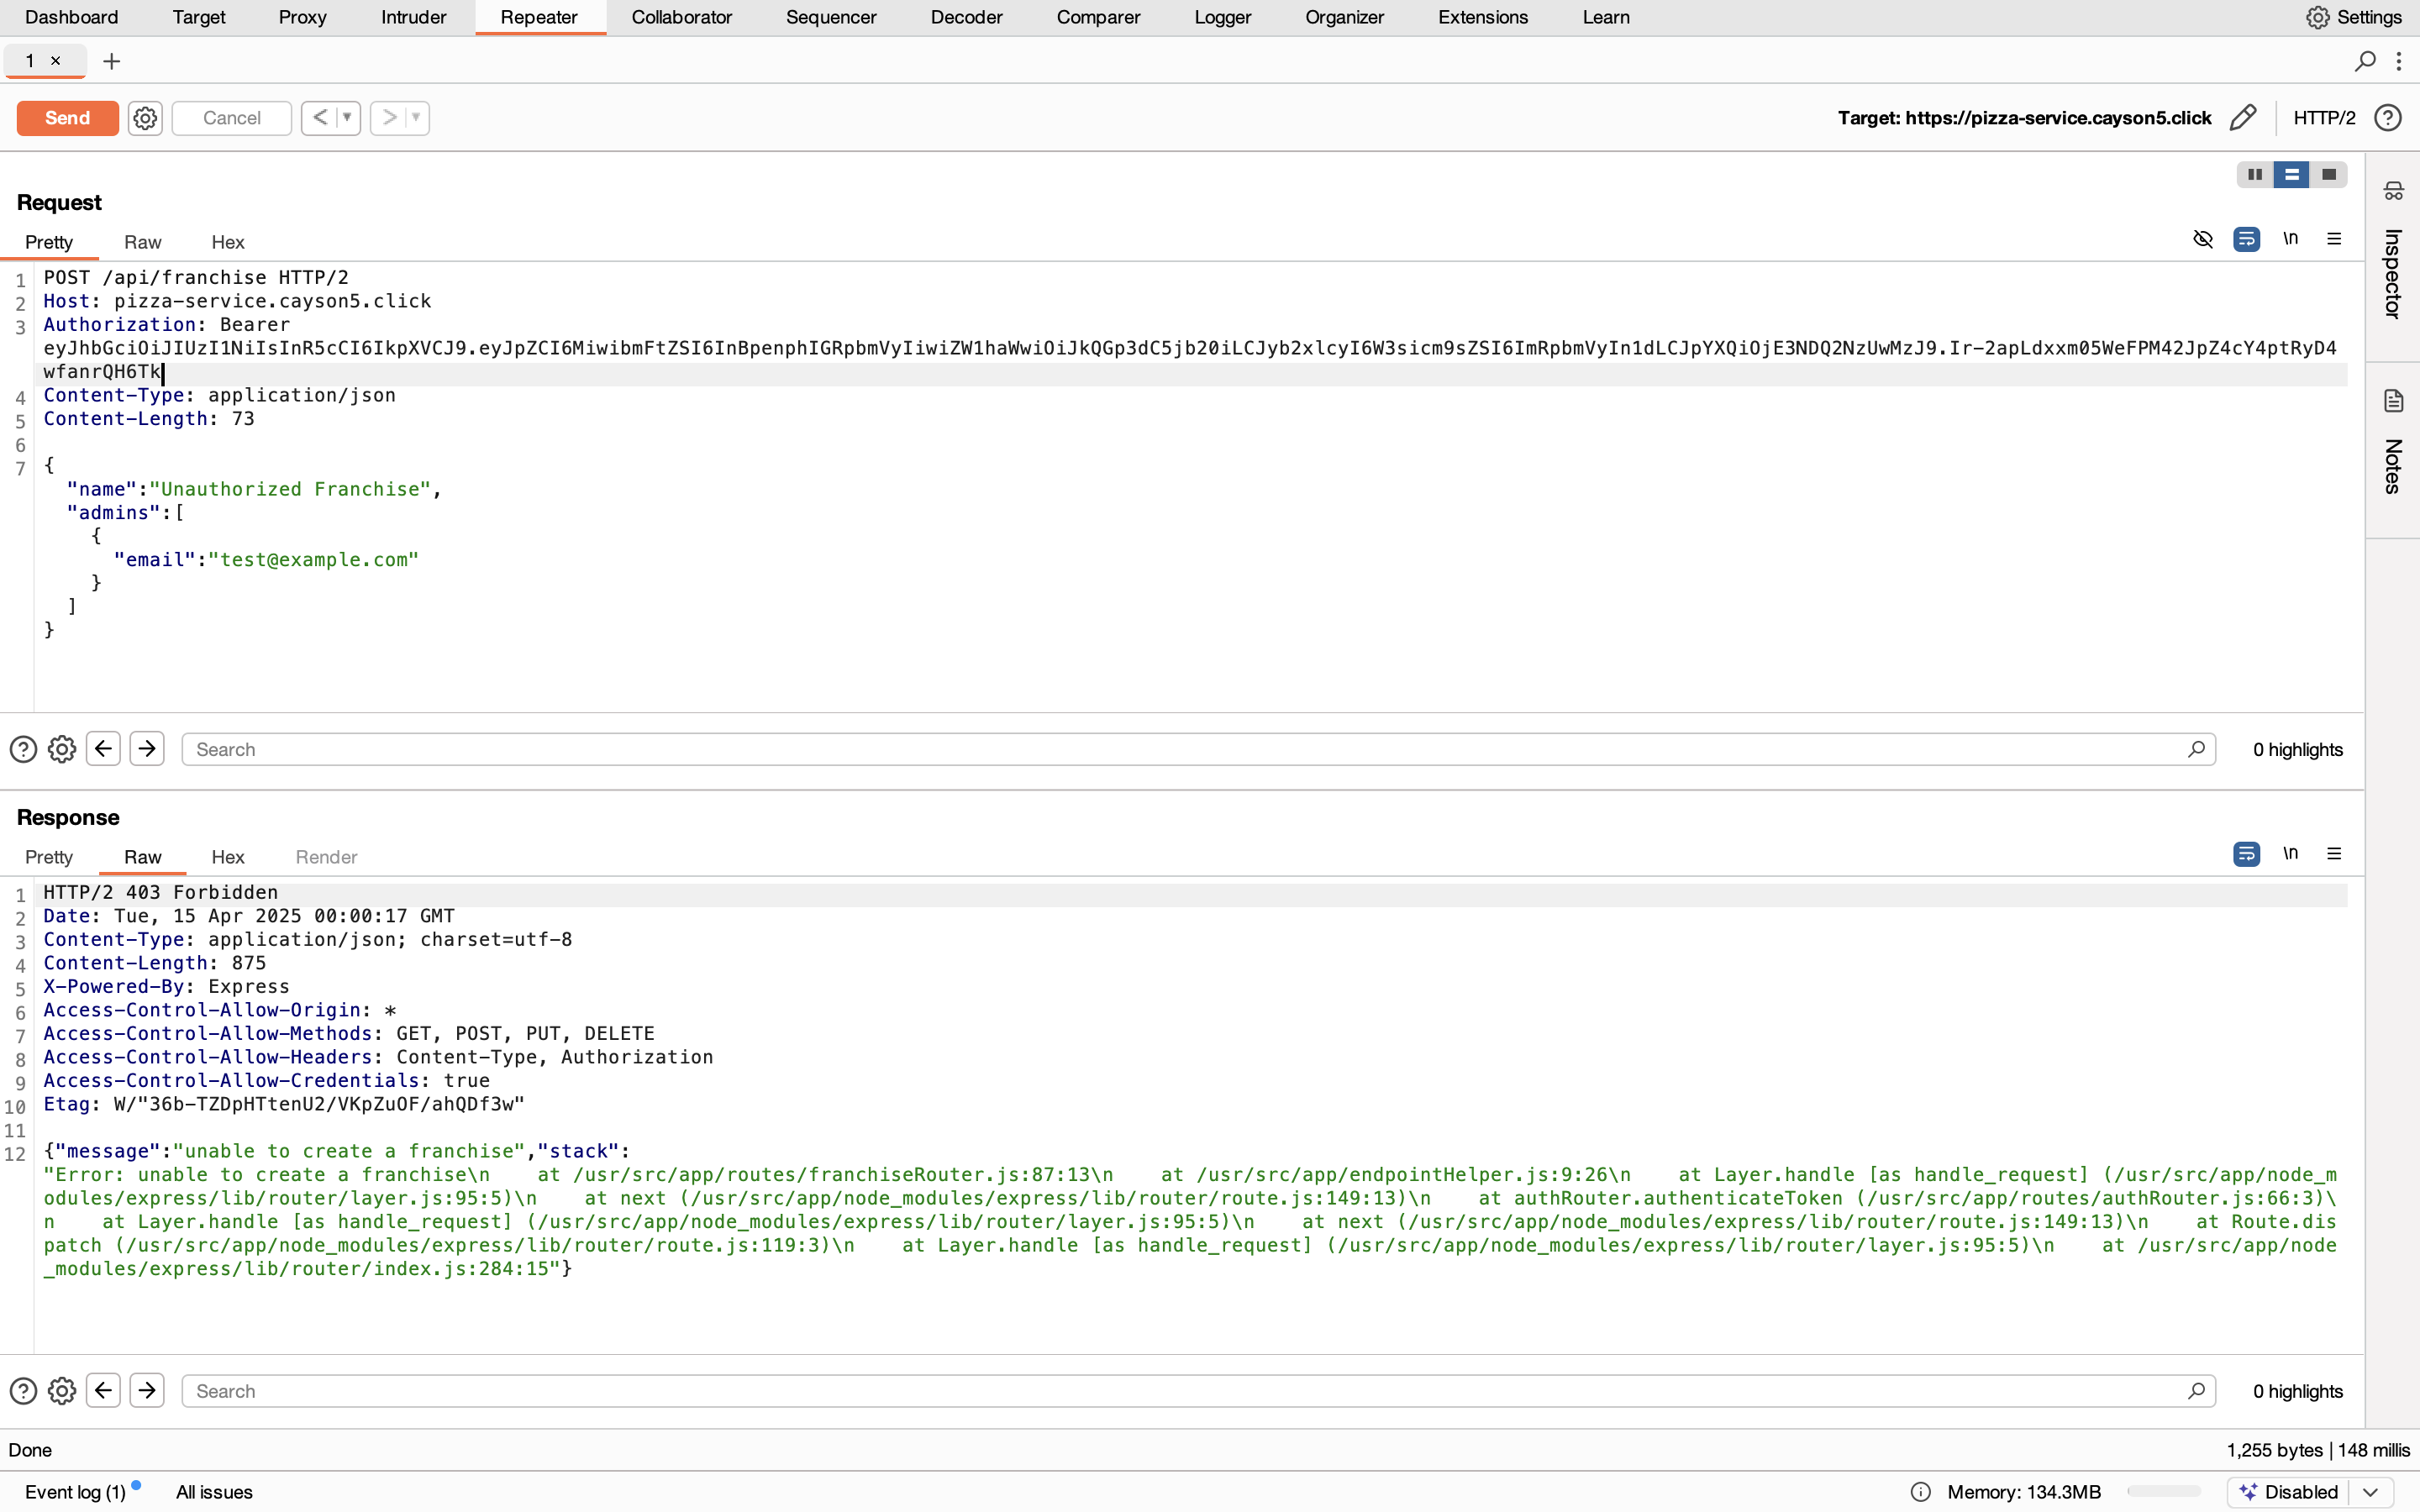 Dashboard Target Proxy Intruder Repeater Collaborator Sequencer Decoder Comparer Logger Organizer Extensions Learn Settings
1 × +
Send Cancel < > Target: https://pizza-service.cayson5.click HTTP/2
Request
Pretty Raw Hex \n
1 POST /api/franchise HTTP/2
2 Host: pizza-service.cayson5.click
3 Authorization: Bearer
eyJhbGciOiJIUzI1NiIsInR5cCI6IkpXVCJ9.eyJpZCI6MiwibmFtZSI6InBpenphIGRpbmVyIiwiZW1haWwiOiJkQGp3dC5jb20iLCJyb2xlcyI6W3sicm9sZSI6ImRpbmVyIn1dLCJpYXQiOjE3NDQ2NzUwMzJ9.Ir-2apLdxxm05WeFPM42JpZ4cY4ptRyD4
wfanrQH6Tk
4 Content-Type: application/json
5 Content-Length: 73
6
7 {
"name":"Unauthorized Franchise",
"admins":[
{
"email":"test@example.com"
}
]
}
Search 0 highlights
Response
Pretty Raw Hex Render \n
1 HTTP/2 403 Forbidden
2 Date: Tue, 15 Apr 2025 00:00:17 GMT
3 Content-Type: application/json; charset=utf-8
4 Content-Length: 875
5 X-Powered-By: Express
6 Access-Control-Allow-Origin: *
7 Access-Control-Allow-Methods: GET, POST, PUT, DELETE
8 Access-Control-Allow-Headers: Content-Type, Authorization
9 Access-Control-Allow-Credentials: true
10 Etag: W/"36b-TZDpHTtenU2/VKpZuOF/ahQDf3w"
11
12 {"message":"unable to create a franchise","stack":
"Error: unable to create a franchise\n    at /usr/src/app/routes/franchiseRouter.js:87:13\n    at /usr/src/app/endpointHelper.js:9:26\n    at Layer.handle [as handle_request] (/usr/src/app/node_m
odules/express/lib/router/layer.js:95:5)\n    at next (/usr/src/app/node_modules/express/lib/router/route.js:149:13)\n    at authRouter.authenticateToken (/usr/src/app/routes/authRouter.js:66:3)\
n    at Layer.handle [as handle_request] (/usr/src/app/node_modules/express/lib/router/layer.js:95:5)\n    at next (/usr/src/app/node_modules/express/lib/router/route.js:149:13)\n    at Route.dis
patch (/usr/src/app/node_modules/express/lib/router/route.js:119:3)\n    at Layer.handle [as handle_request] (/usr/src/app/node_modules/express/lib/router/layer.js:95:5)\n    at /usr/src/app/node
_modules/express/lib/router/index.js:284:15"}
Search 0 highlights
Done 1,255 bytes | 148 millis
Event log (1) All issues Memory: 134.3MB Disabled
Inspector
Notes